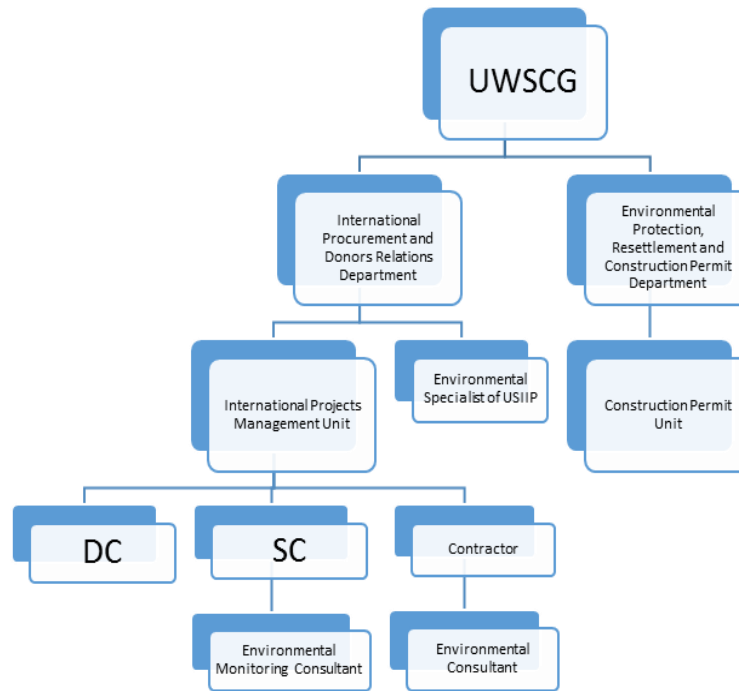 UWSCG
International
Procurement and
Donors Relations
Department
Environmental
Protection,
Resettlement and
Construction Permit
Department
International Projects
Management Unit
Environmental
Specialist of USIIP
Construction Permit
Unit
DC
SC
Contractor
Environmental
Monitoring Consultant
Environmental
Consultant